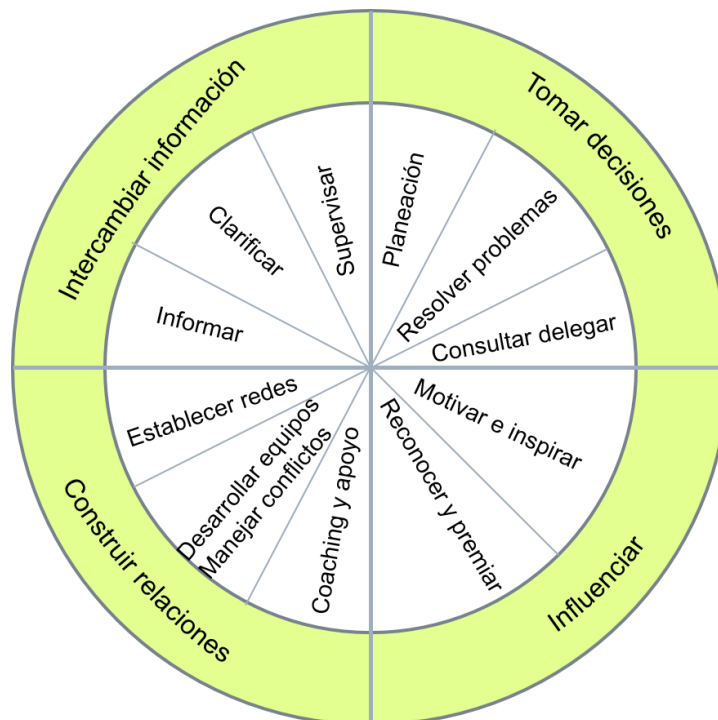 Intercambiar información
Tomar decisiones
Supervisar
Planeación
Clarificar
Resolver problemas
Informar
Consultar delegar
Establecer redes
Motivar e inspirar
Desarrollar equipos
Manejar conflictos
Coaching y apoyo
Reconocer y premiar
Construir relaciones
Influenciar